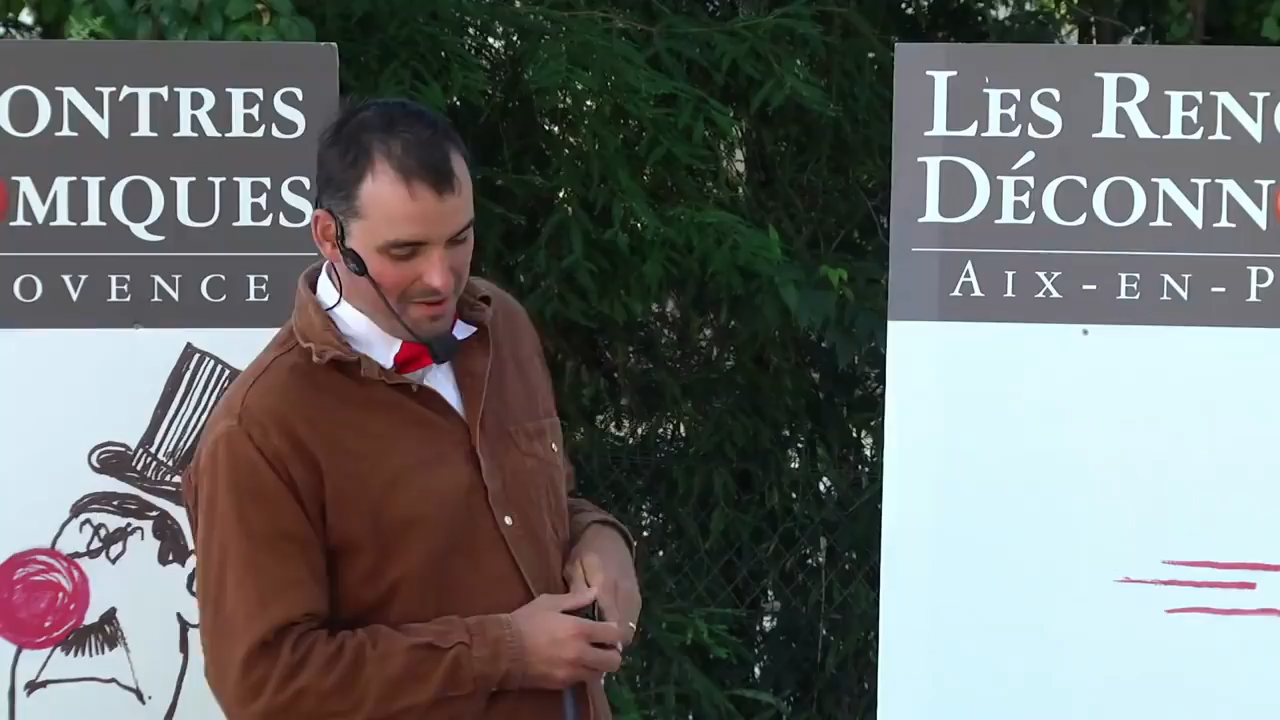 ONTRES
MIQUES
OVENCE
LES RENC
DÉCONN
AIX-EN-P